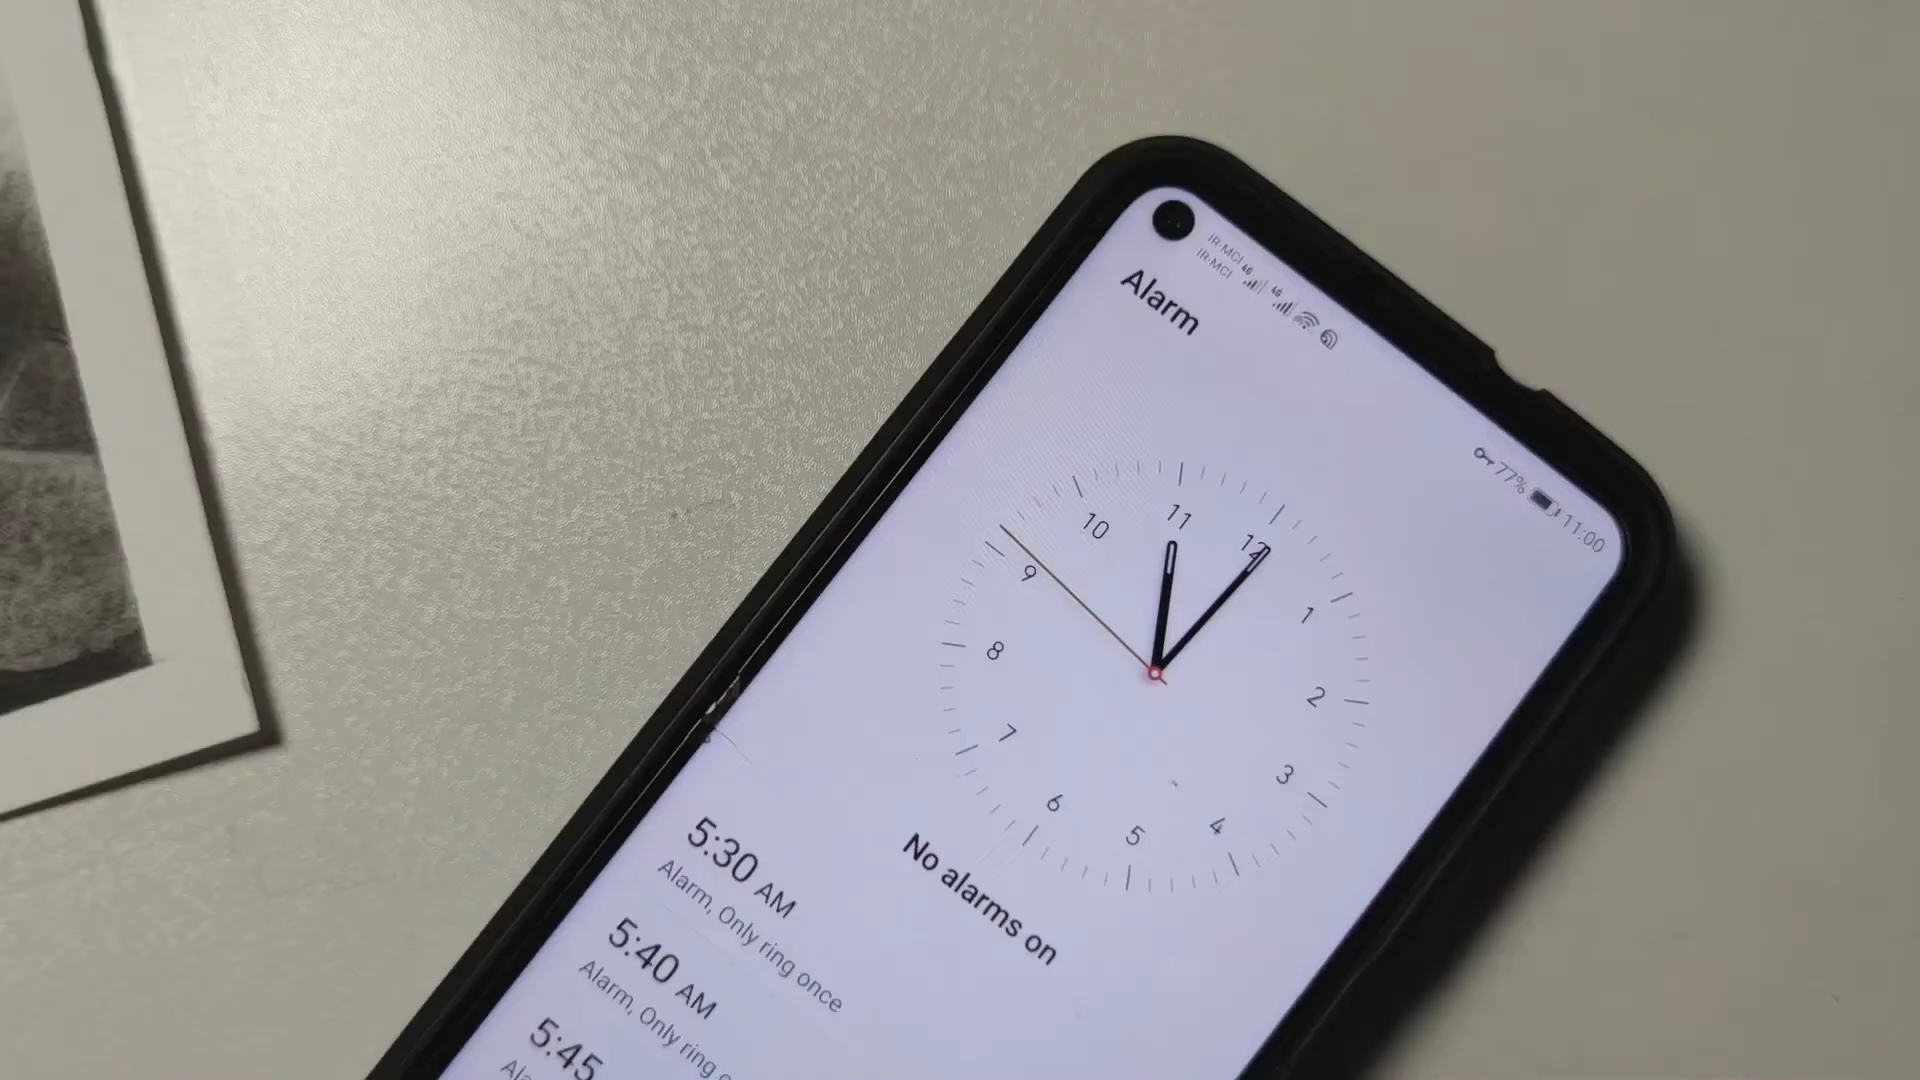 IR-MCI 4G
IR-MCI 4G
77% 11:00
Alarm
11
12
10
1
9
2
8
3
7
4
6
5
No alarms on
5:30 AM
Alarm, Only ring once
5:40 AM
Alarm, Only ring
5:45